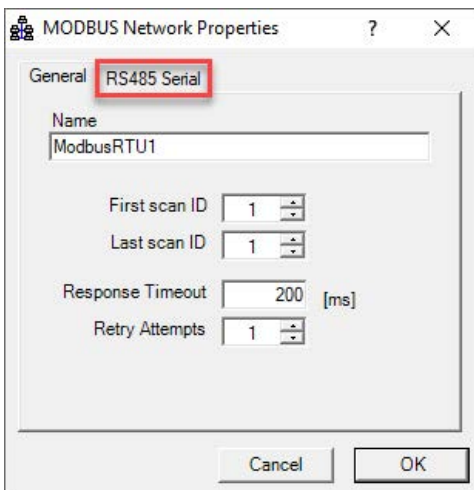 MODBUS Network Properties ? ×
General RS485 Serial
Name
ModbusRTU1
First scan ID 1
Last scan ID 1
Response Timeout 200 [ms]
Retry Attempts 1
Cancel OK